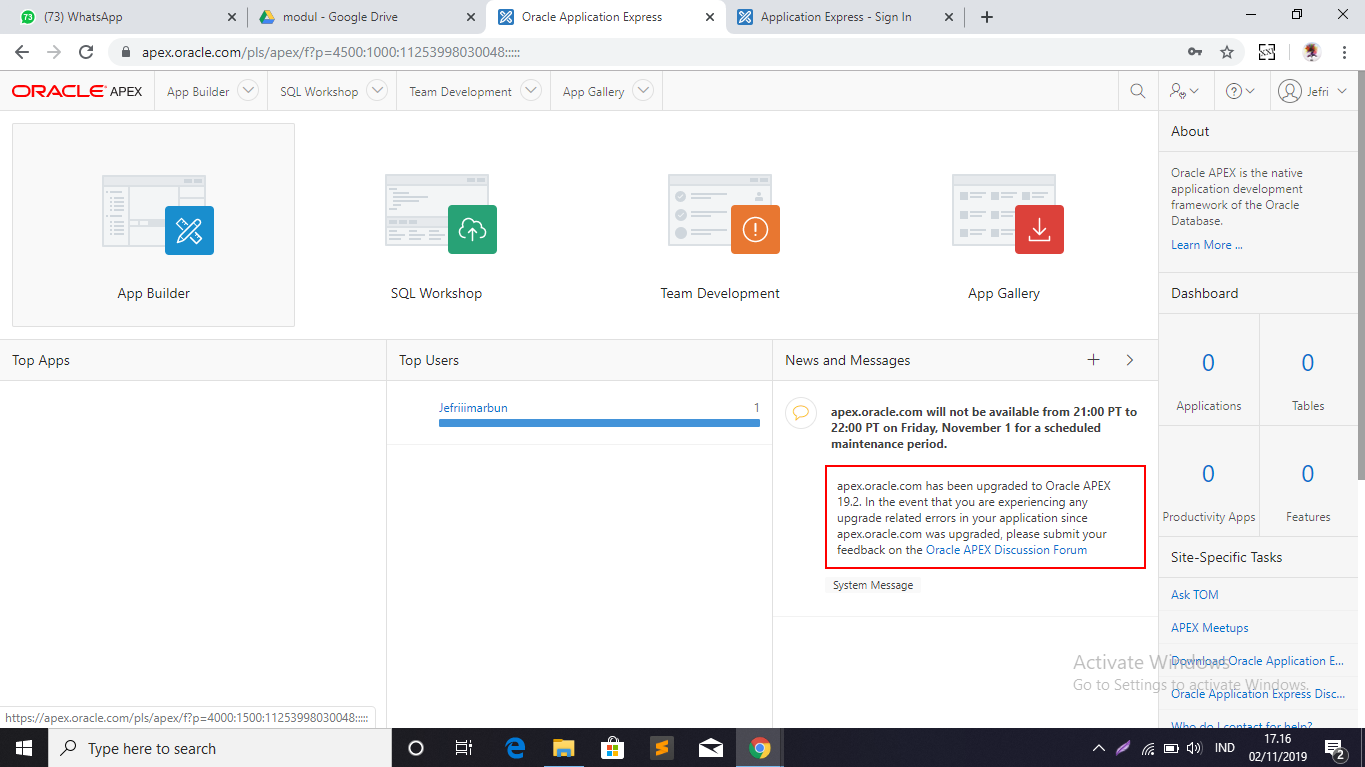 (73) WhatsApp
modul - Google Drive
Oracle Application Express
Application Express - Sign In
apex.oracle.com/pls/apex/f?p=4500:1000:11253998030048:::::
ORACLE APEX
App Builder
SQL Workshop
Team Development
App Gallery
Jefri
App Builder
SQL Workshop
Team Development
App Gallery
About
Oracle APEX is the native
application development
framework of the Oracle
Database.
Learn More ...
Dashboard
0
Applications
0
Tables
0
Productivity Apps
0
Features
Top Apps
Top Users
Jefriiimarbun 1
News and Messages
apex.oracle.com will not be available from 21:00 PT to
22:00 PT on Friday, November 1 for a scheduled
maintenance period.
apex.oracle.com has been upgraded to Oracle APEX
19.2. In the event that you are experiencing any
upgrade related errors in your application since
apex.oracle.com was upgraded, please submit your
feedback on the Oracle APEX Discussion Forum
System Message
Site-Specific Tasks
Ask TOM
APEX Meetups
Download Oracle Application E...
Oracle Application Express Disc...
Who do I contact for help?
Activate Windows
Go to Settings to activate Windows.
https://apex.oracle.com/pls/apex/f?p=4000:1500:11253998030048:::::
Type here to search
IND
17.16
02/11/2019
2